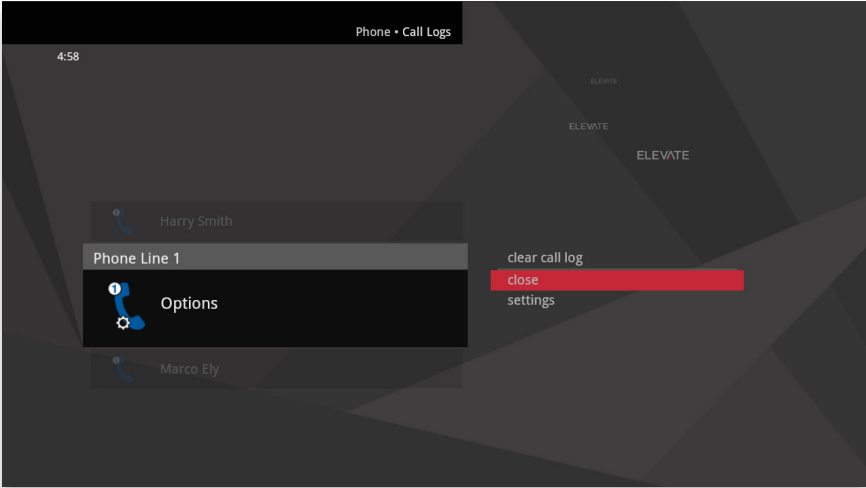 Phone • Call Logs
4:58
ELEVATE
ELEVATE
ELEVATE
Harry Smith
Phone Line 1
1
Options
Marco Ely
clear call log
close
settings